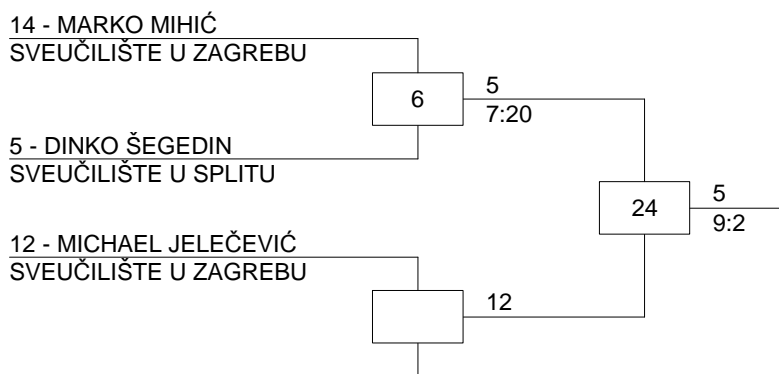 14 - MARKO MIHIĆ
SVEUČILIŠTE U ZAGREBU
6
5
7:20
5 - DINKO ŠEGEDIN
SVEUČILIŠTE U SPLITU
24
5
9:2
12 - MICHAEL JELEČEVIĆ
SVEUČILIŠTE U ZAGREBU
12